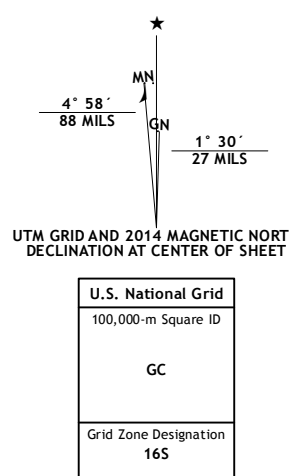 ★
MN
4° 58´
88 MILS
GN
1° 30´
27 MILS
UTM GRID AND 2014 MAGNETIC NORT
DECLINATION AT CENTER OF SHEET
U.S. National Grid
100,000-m Square ID
GC
Grid Zone Designation
16S